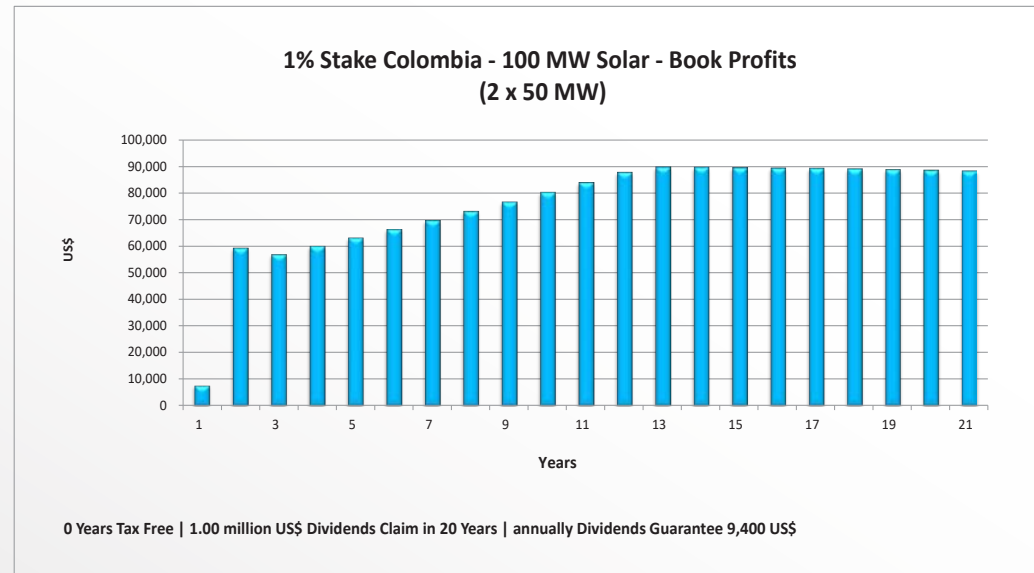 1% Stake Colombia - 100 MW Solar - Book Profits
(2 x 50 MW)
100,000
90,000
80,000
70,000
60,000
50,000
40,000
30,000
20,000
10,000
0
US$
1 3 5 7 9 11 13 15 17 19 21
Years
0 Years Tax Free | 1.00 million US$ Dividends Claim in 20 Years | annually Dividends Guarantee 9,400 US$